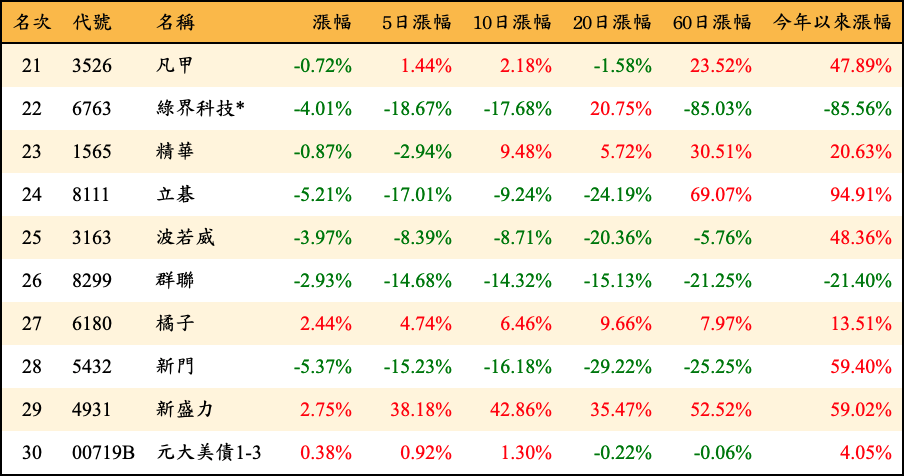 名次 代號 名稱 漲幅 5日漲幅 10日漲幅 20日漲幅 60日漲幅 今年以來漲幅
21 3526 凡甲 -0.72% 1.44% 2.18% -1.58% 23.52% 47.89%
22 6763 綠界科技* -4.01% -18.67% -17.68% 20.75% -85.03% -85.56%
23 1565 精華 -0.87% -2.94% 9.48% 5.72% 30.51% 20.63%
24 8111 立碁 -5.21% -17.01% -9.24% -24.19% 69.07% 94.91%
25 3163 波若威 -3.97% -8.39% -8.71% -20.36% -5.76% 48.36%
26 8299 群聯 -2.93% -14.68% -14.32% -15.13% -21.25% -21.40%
27 6180 橘子 2.44% 4.74% 6.46% 9.66% 7.97% 13.51%
28 5432 新門 -5.37% -15.23% -16.18% -29.22% -25.25% 59.40%
29 4931 新盛力 2.75% 38.18% 42.86% 35.47% 52.52% 59.02%
30 00719B 元大美債1-3 0.38% 0.92% 1.30% -0.22% -0.06% 4.05%